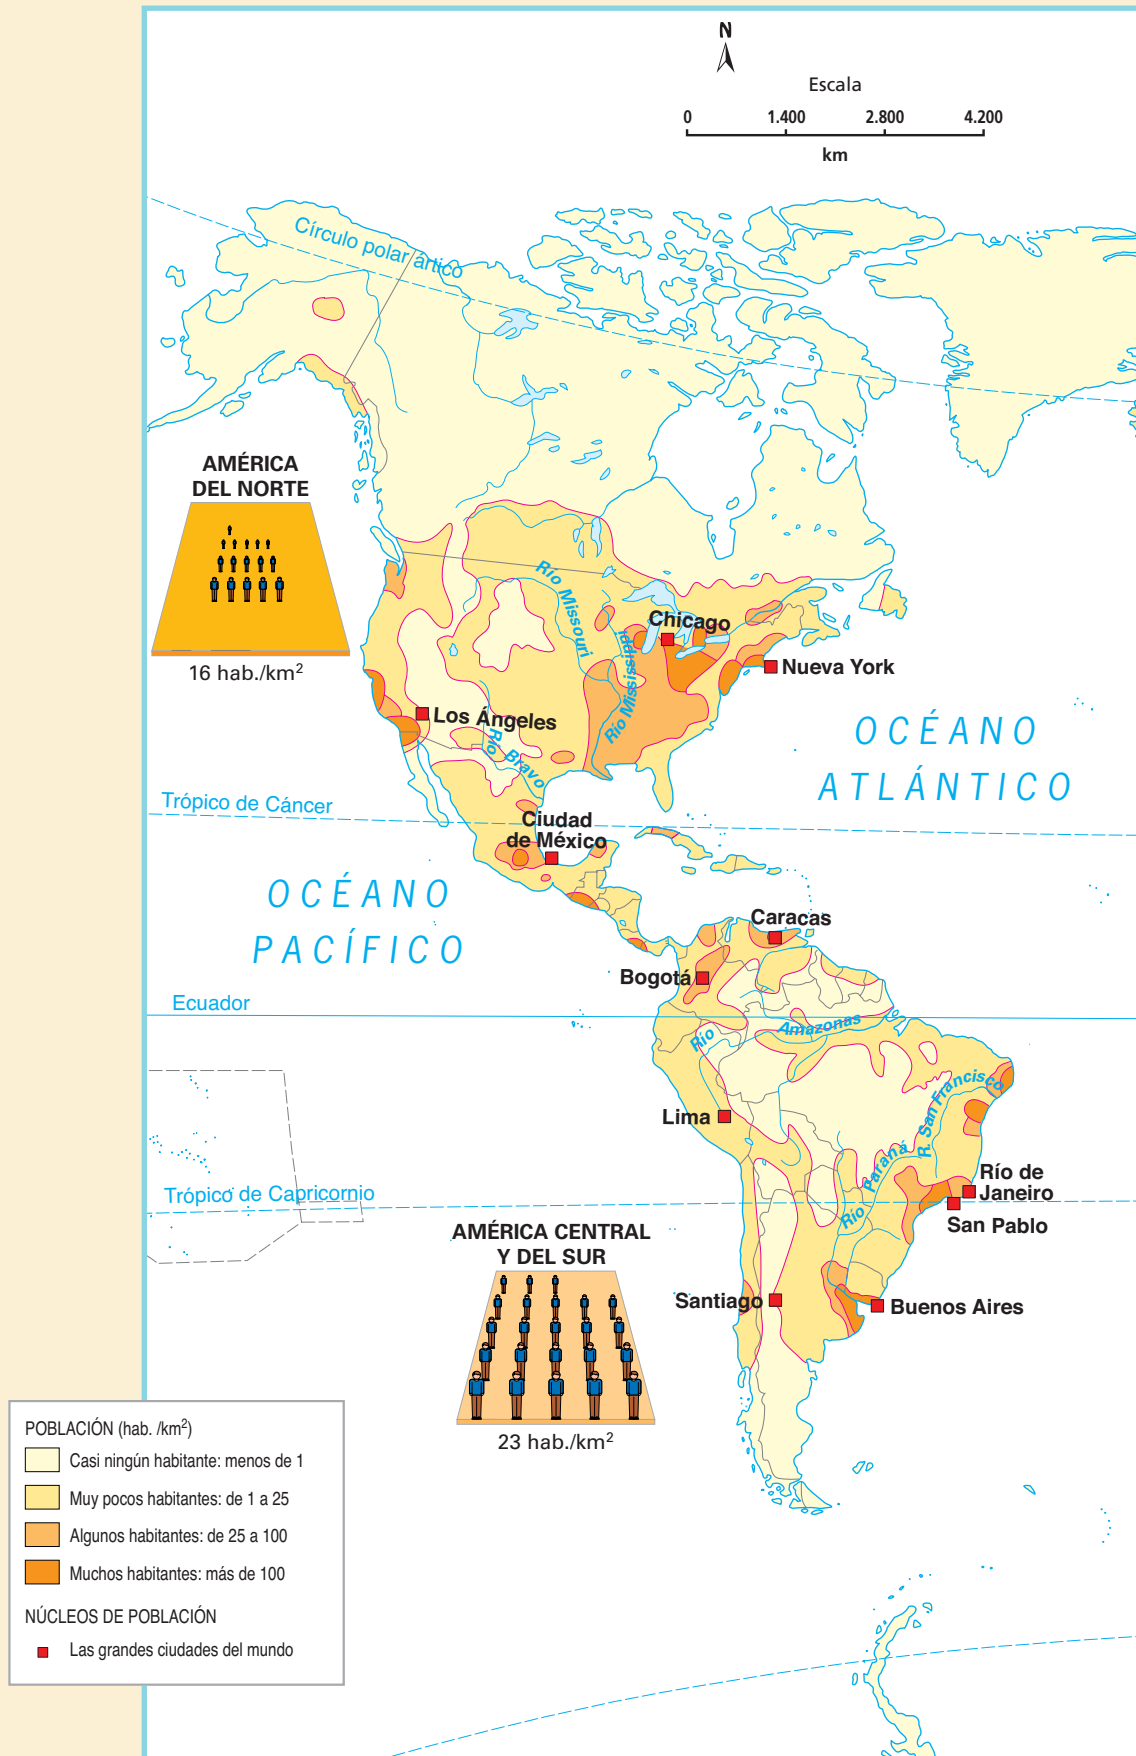 N
Escala
0 1.400 2.800 4.200
km
Círculo polar ártico
AMÉRICA
DEL NORTE
16 hab./km²
Río Missouri
Chicago
Río Mississippi
Nueva York
Los Ángeles
Río Bravo
OCÉANO
ATLÁNTICO
Trópico de Cáncer
Ciudad
de México
OCÉANO
PACÍFICO
Caracas
Bogotá
Ecuador
Río Amazonas
R. San Francisco
Lima
Río Paraná
Río de
Janeiro
Trópico de Capricornio
San Pablo
AMÉRICA CENTRAL
Y DEL SUR
Santiago
Buenos Aires
23 hab./km²
POBLACIÓN (hab. /km²)
Casi ningún habitante: menos de 1
Muy pocos habitantes: de 1 a 25
Algunos habitantes: de 25 a 100
Muchos habitantes: más de 100
NÚCLEOS DE POBLACIÓN
Las grandes ciudades del mundo